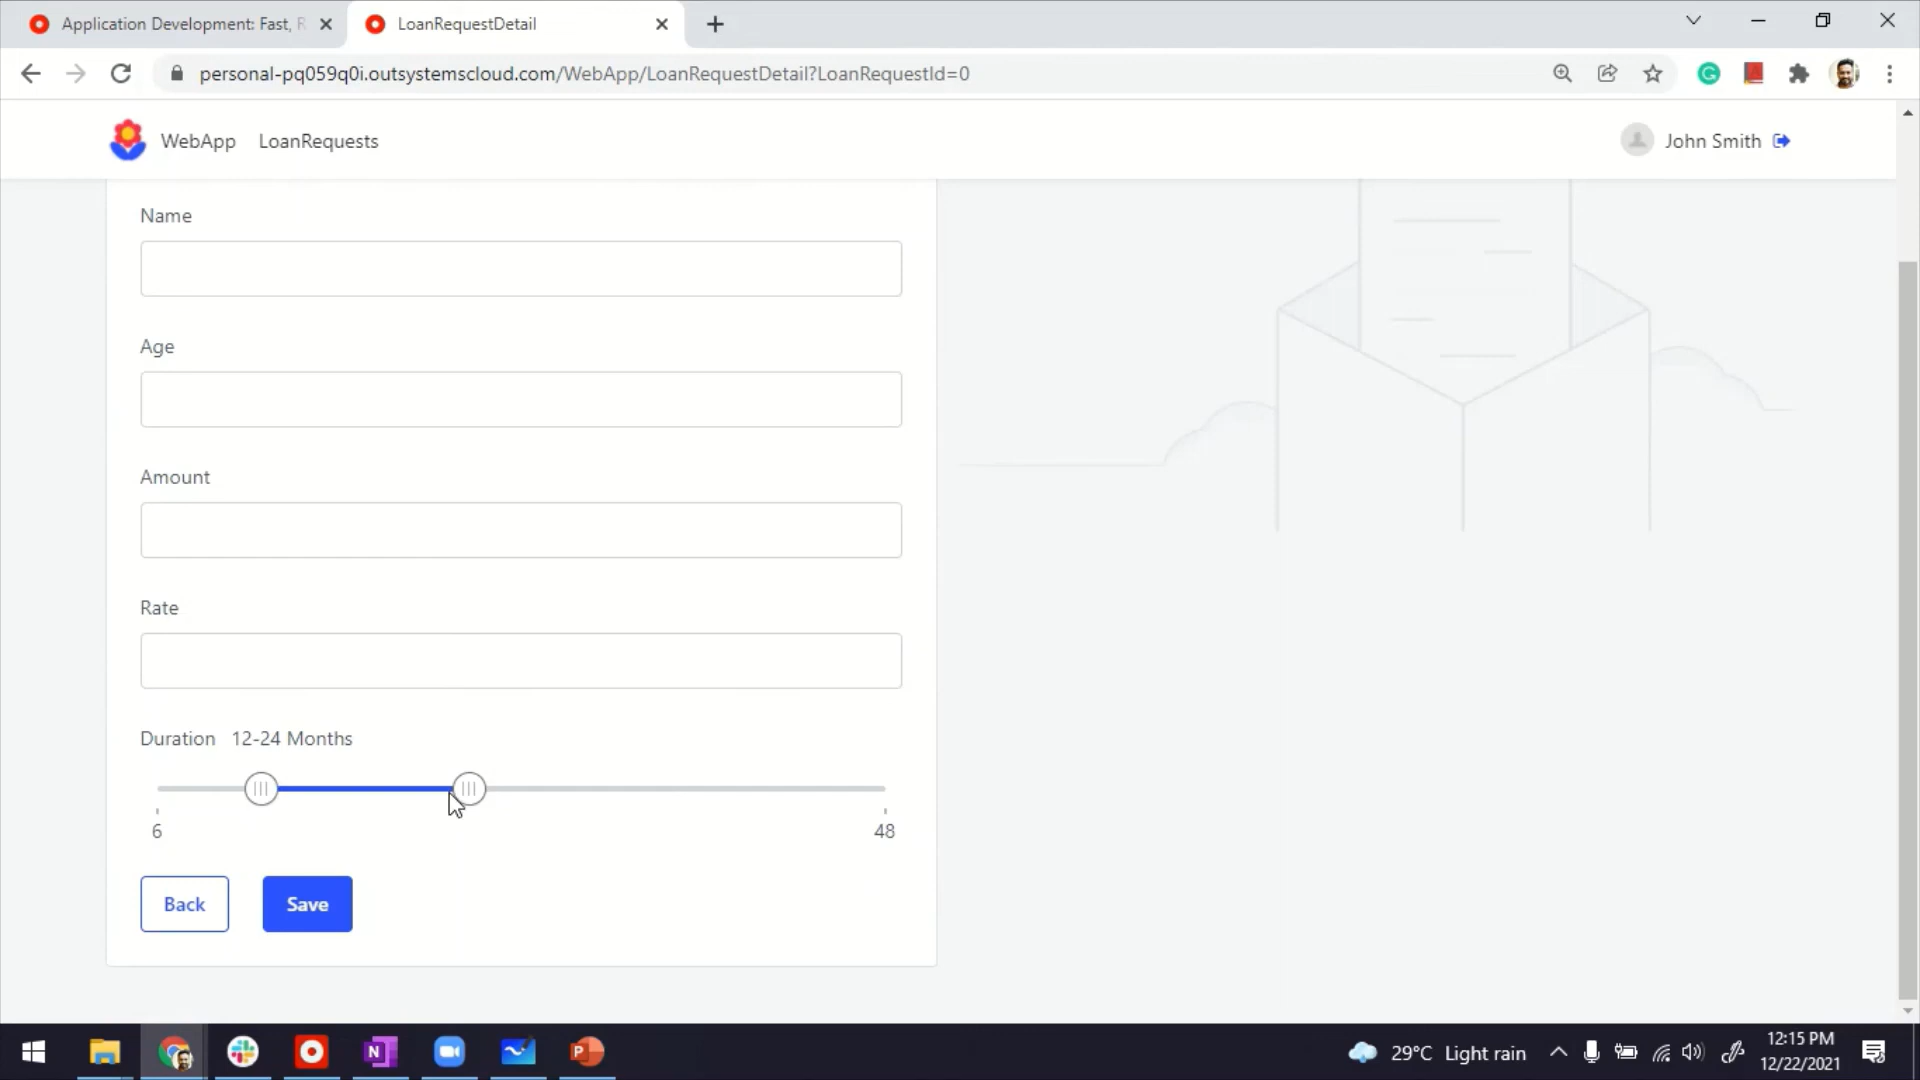 Application Development: Fast, R
LoanRequestDetail
personal-pq059q0i.outsystemscloud.com/WebApp/LoanRequestDetail?LoanRequestId=0
WebApp
LoanRequests
John Smith
Name
Age
Amount
Rate
Duration 12-24 Months
6
48
Back
Save
29°C Light rain
12:15 PM
12/22/2021